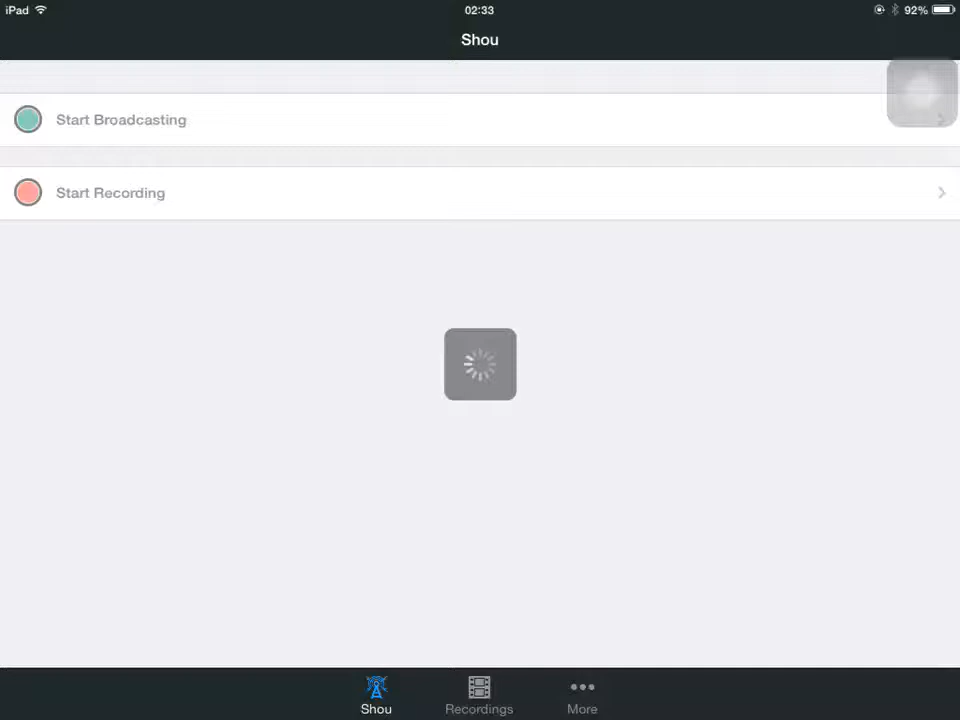 iPad 02:33 92%
Shou
Start Broadcasting
Start Recording
Shou Recordings More